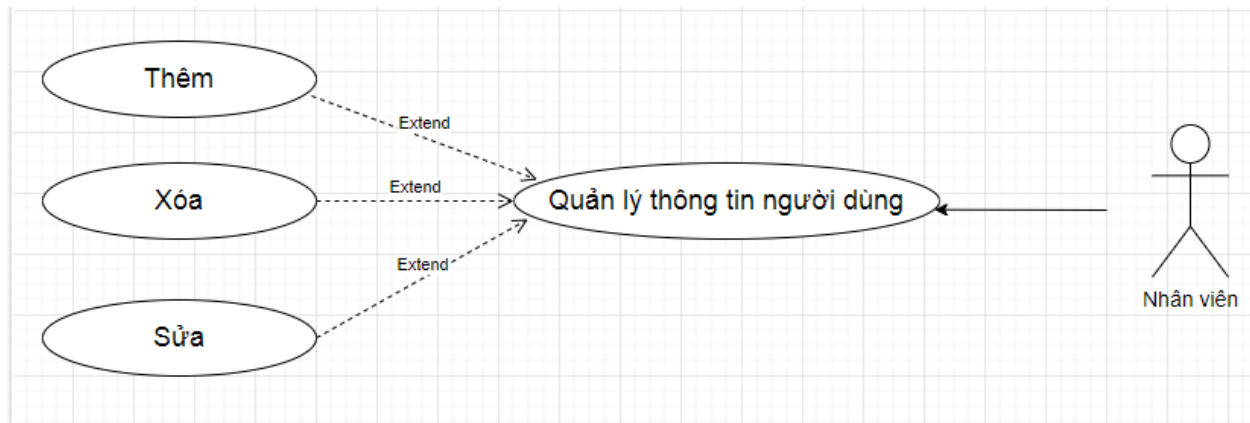 Thêm
Extend
Xóa
Extend
Quản lý thông tin người dùng
Extend
Nhân viên
Sửa